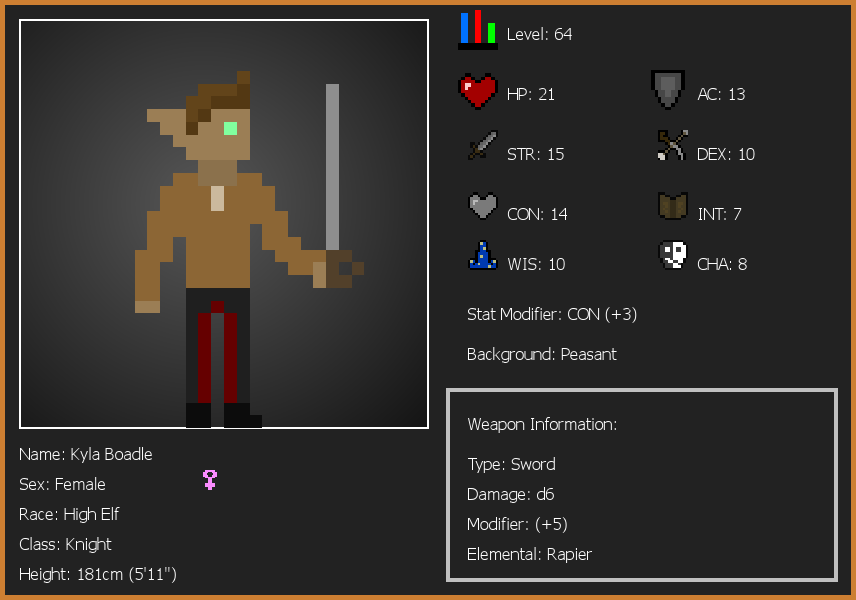 Level: 64
HP: 21
AC: 13
STR: 15
DEX: 10
CON: 14
INT: 7
WIS: 10
CHA: 8
Stat Modifier: CON (+3)
Background: Peasant
Weapon Information:
Type: Sword
Damage: d6
Modifier: (+5)
Elemental: Rapier
Name: Kyla Boadle
Sex: Female
Race: High Elf
Class: Knight
Height: 181cm (5'11")